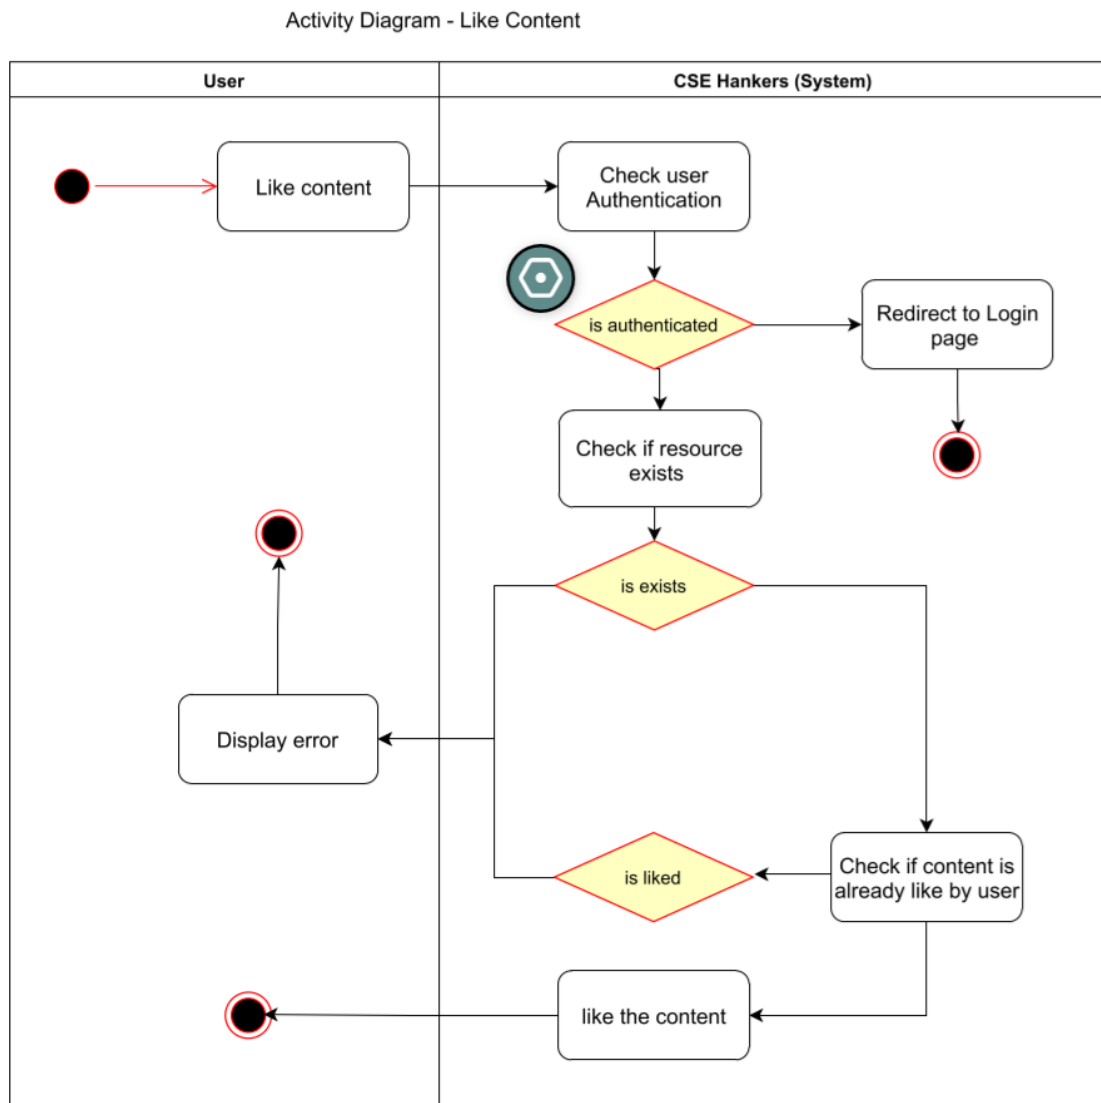 Activity Diagram - Like Content
User
CSE Hankers (System)
Like content
Check user
Authentication
is authenticated
Redirect to Login
page
Check if resource
exists
is exists
Display error
is liked
Check if content is
already like by user
like the content